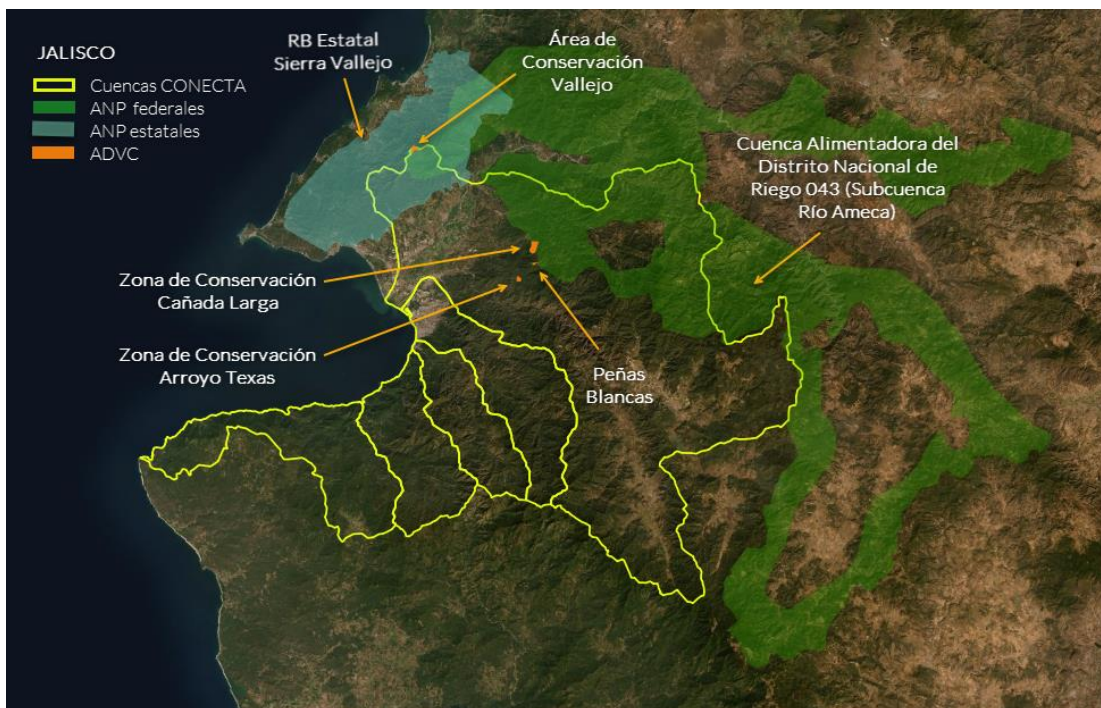 JALISCO
Cuencas CONECTA
ANP federales
ANP estatales
ADVC
RB Estatal
Sierra Vallejo
Área de
Conservación
Vallejo
Cuenca Alimentadora del
Distrito Nacional de
Riego 043 (Subcuenca
Río Ameca)
Zona de Conservación
Cañada Larga
Zona de Conservación
Arroyo Texas
Peñas
Blancas